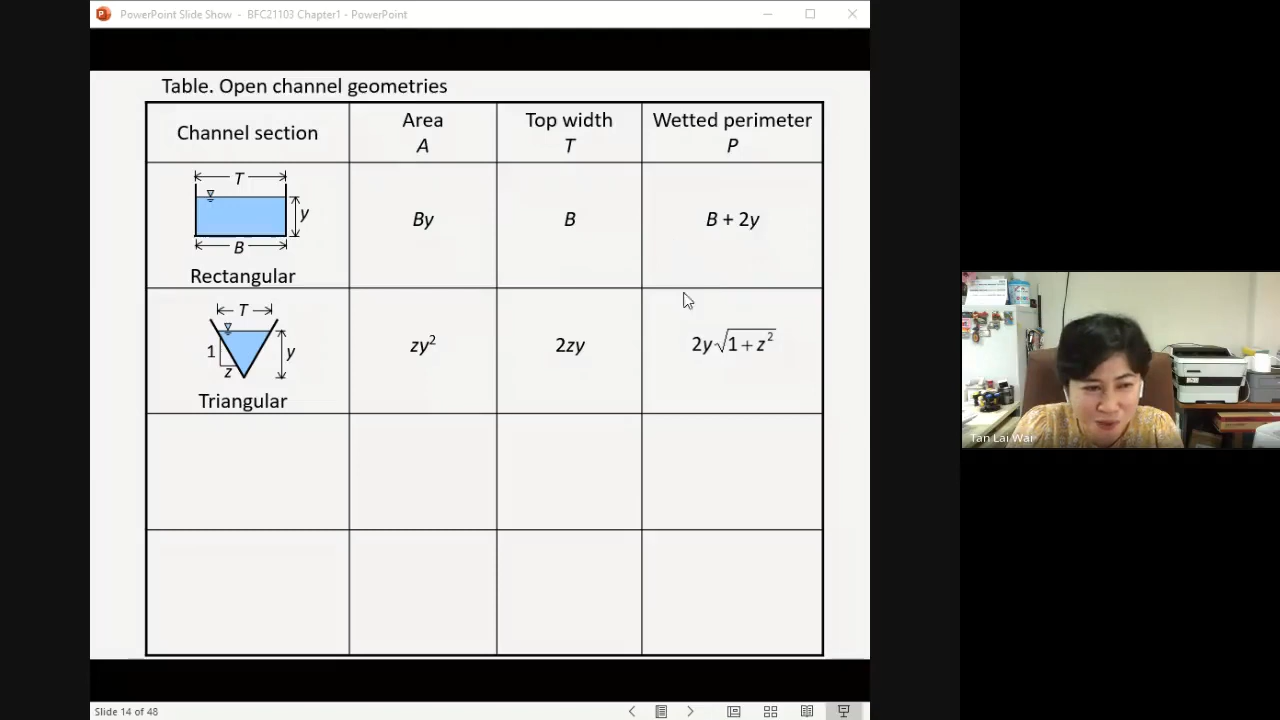 PowerPoint Slide Show - BFC21103 Chapter1 - PowerPoint
Table. Open channel geometries
Channel section
Area
A
Top width
T
Wetted perimeter
P
T
y
B
Rectangular
By
B
B + 2y
T
1
z
y
Triangular
zy²
2zy
2y√1 + z²
Tan Lai Wai
Slide 14 of 48